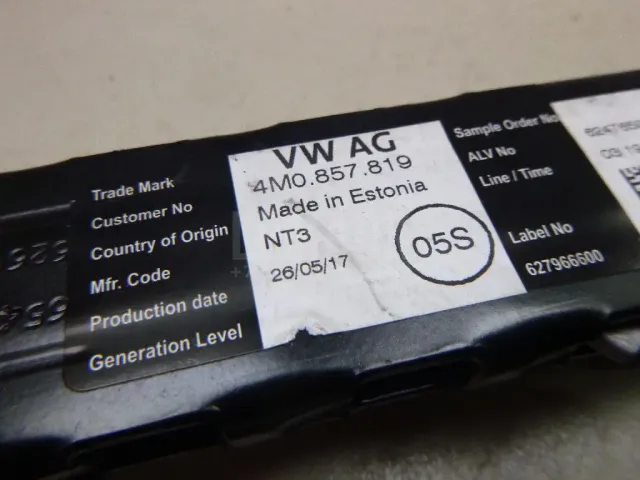 Trade Mark VW AG
Customer No 4M0.857.819
Country of Origin Made in Estonia
Mfr. Code NT3
Production date 26/05/17
Generation Level
05S
Sample Order No
ALV No
Line / Time
Label No
627966600